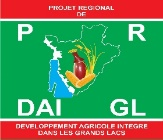 PROJET REGIONAL
DE
P R
DAI GL
DEVELOPPEMENT AGRICOLE INTEGRE
DANS LES GRANDS LACS